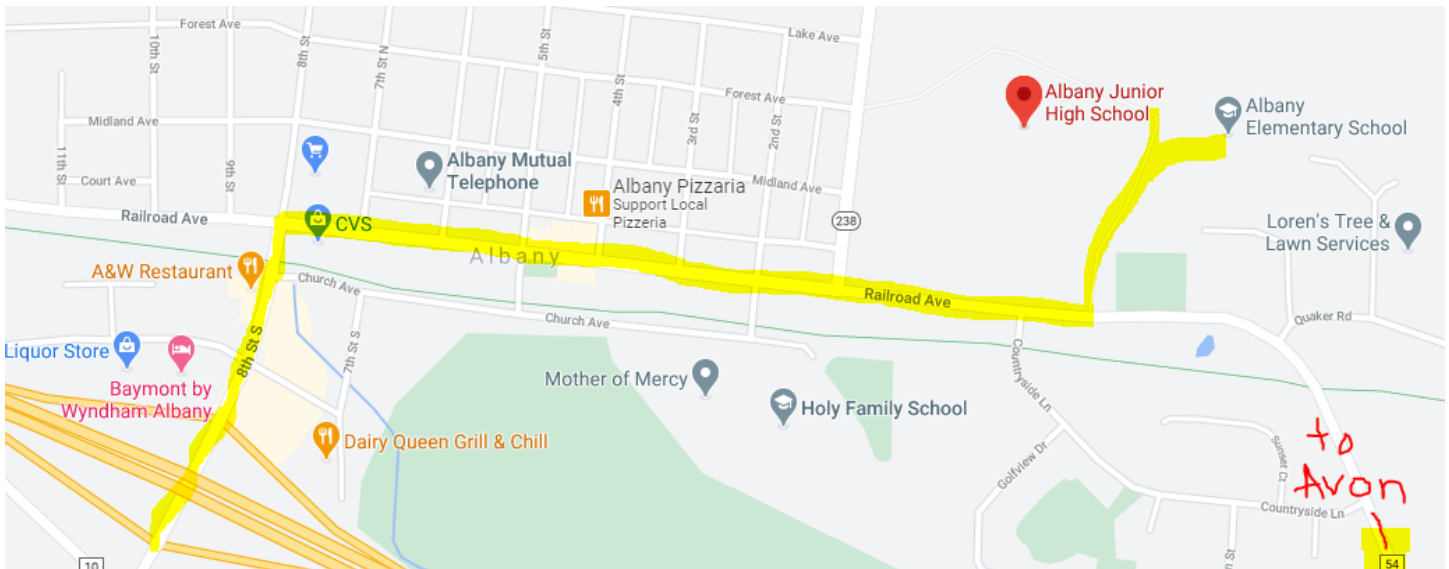 Forest Ave
10th St
8th St
7th St N
5th St
Lake Ave
4th St
Forest Ave
3rd St
2nd St
Midland Ave
11th St
Court Ave
9th St
Albany Mutual
Telephone
Albany Pizzaria
Support Local
Pizzeria
Midland Ave
Albany Junior
High School
Albany
Elementary School
Railroad Ave
CVS
238
Loren's Tree &
Lawn Services
Albany
A&W Restaurant
Church Ave
Railroad Ave
Church Ave
Quaker Rd
8th St S
7th St S
Liquor Store
Baymont by
Wyndham Albany
Mother of Mercy
Holy Family School
Countryside Ln
Dairy Queen Grill & Chill
Golfview Dr
Sunset Ct
to
Avon
Countryside Ln
n St
10
54